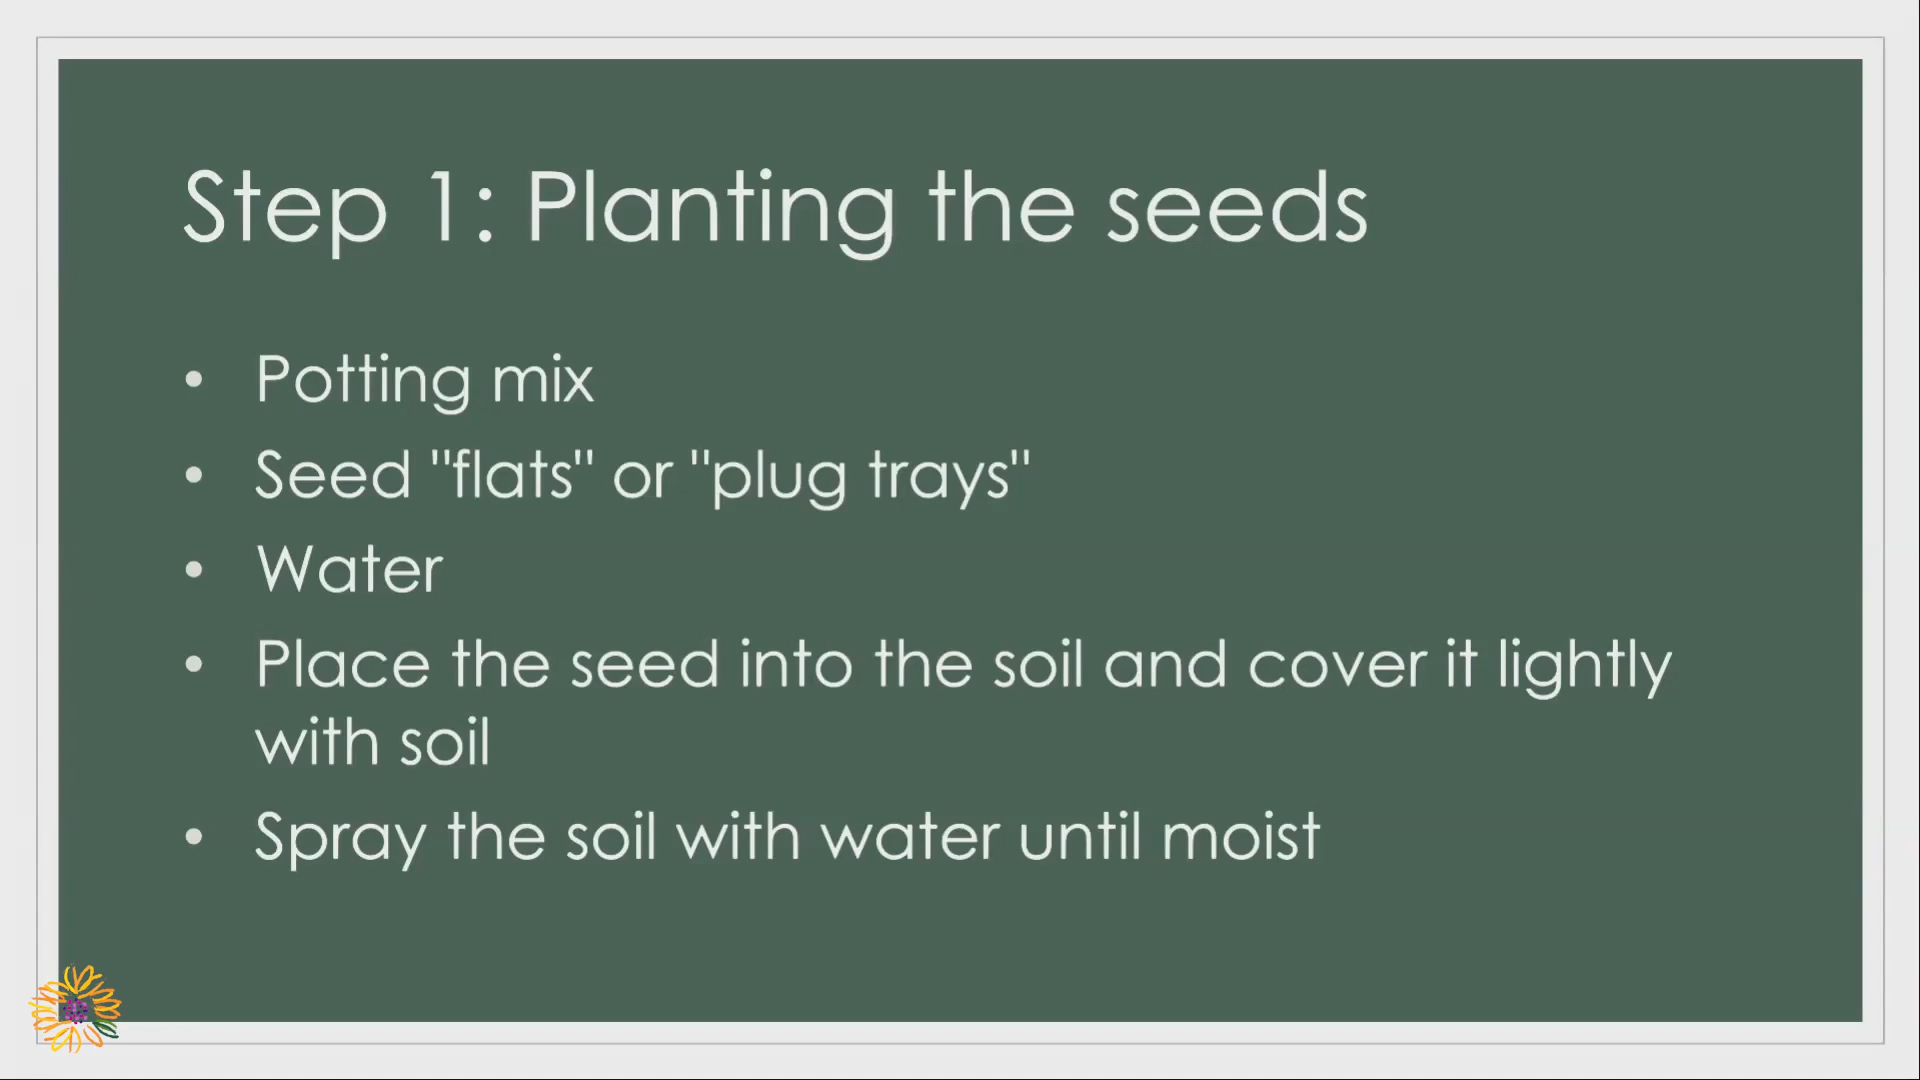 Step 1: Planting the seeds
• Potting mix
• Seed "flats" or "plug trays"
• Water
• Place the seed into the soil and cover it lightly
with soil
• Spray the soil with water until moist